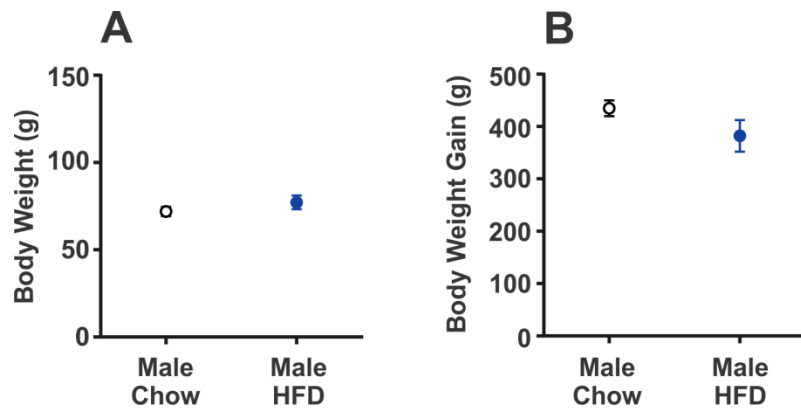 A
Body Weight (g)
150
100
50
0
Male
Chow
Male
HFD
B
Body Weight Gain (g)
500
400
300
200
100
0
Male
Chow
Male
HFD